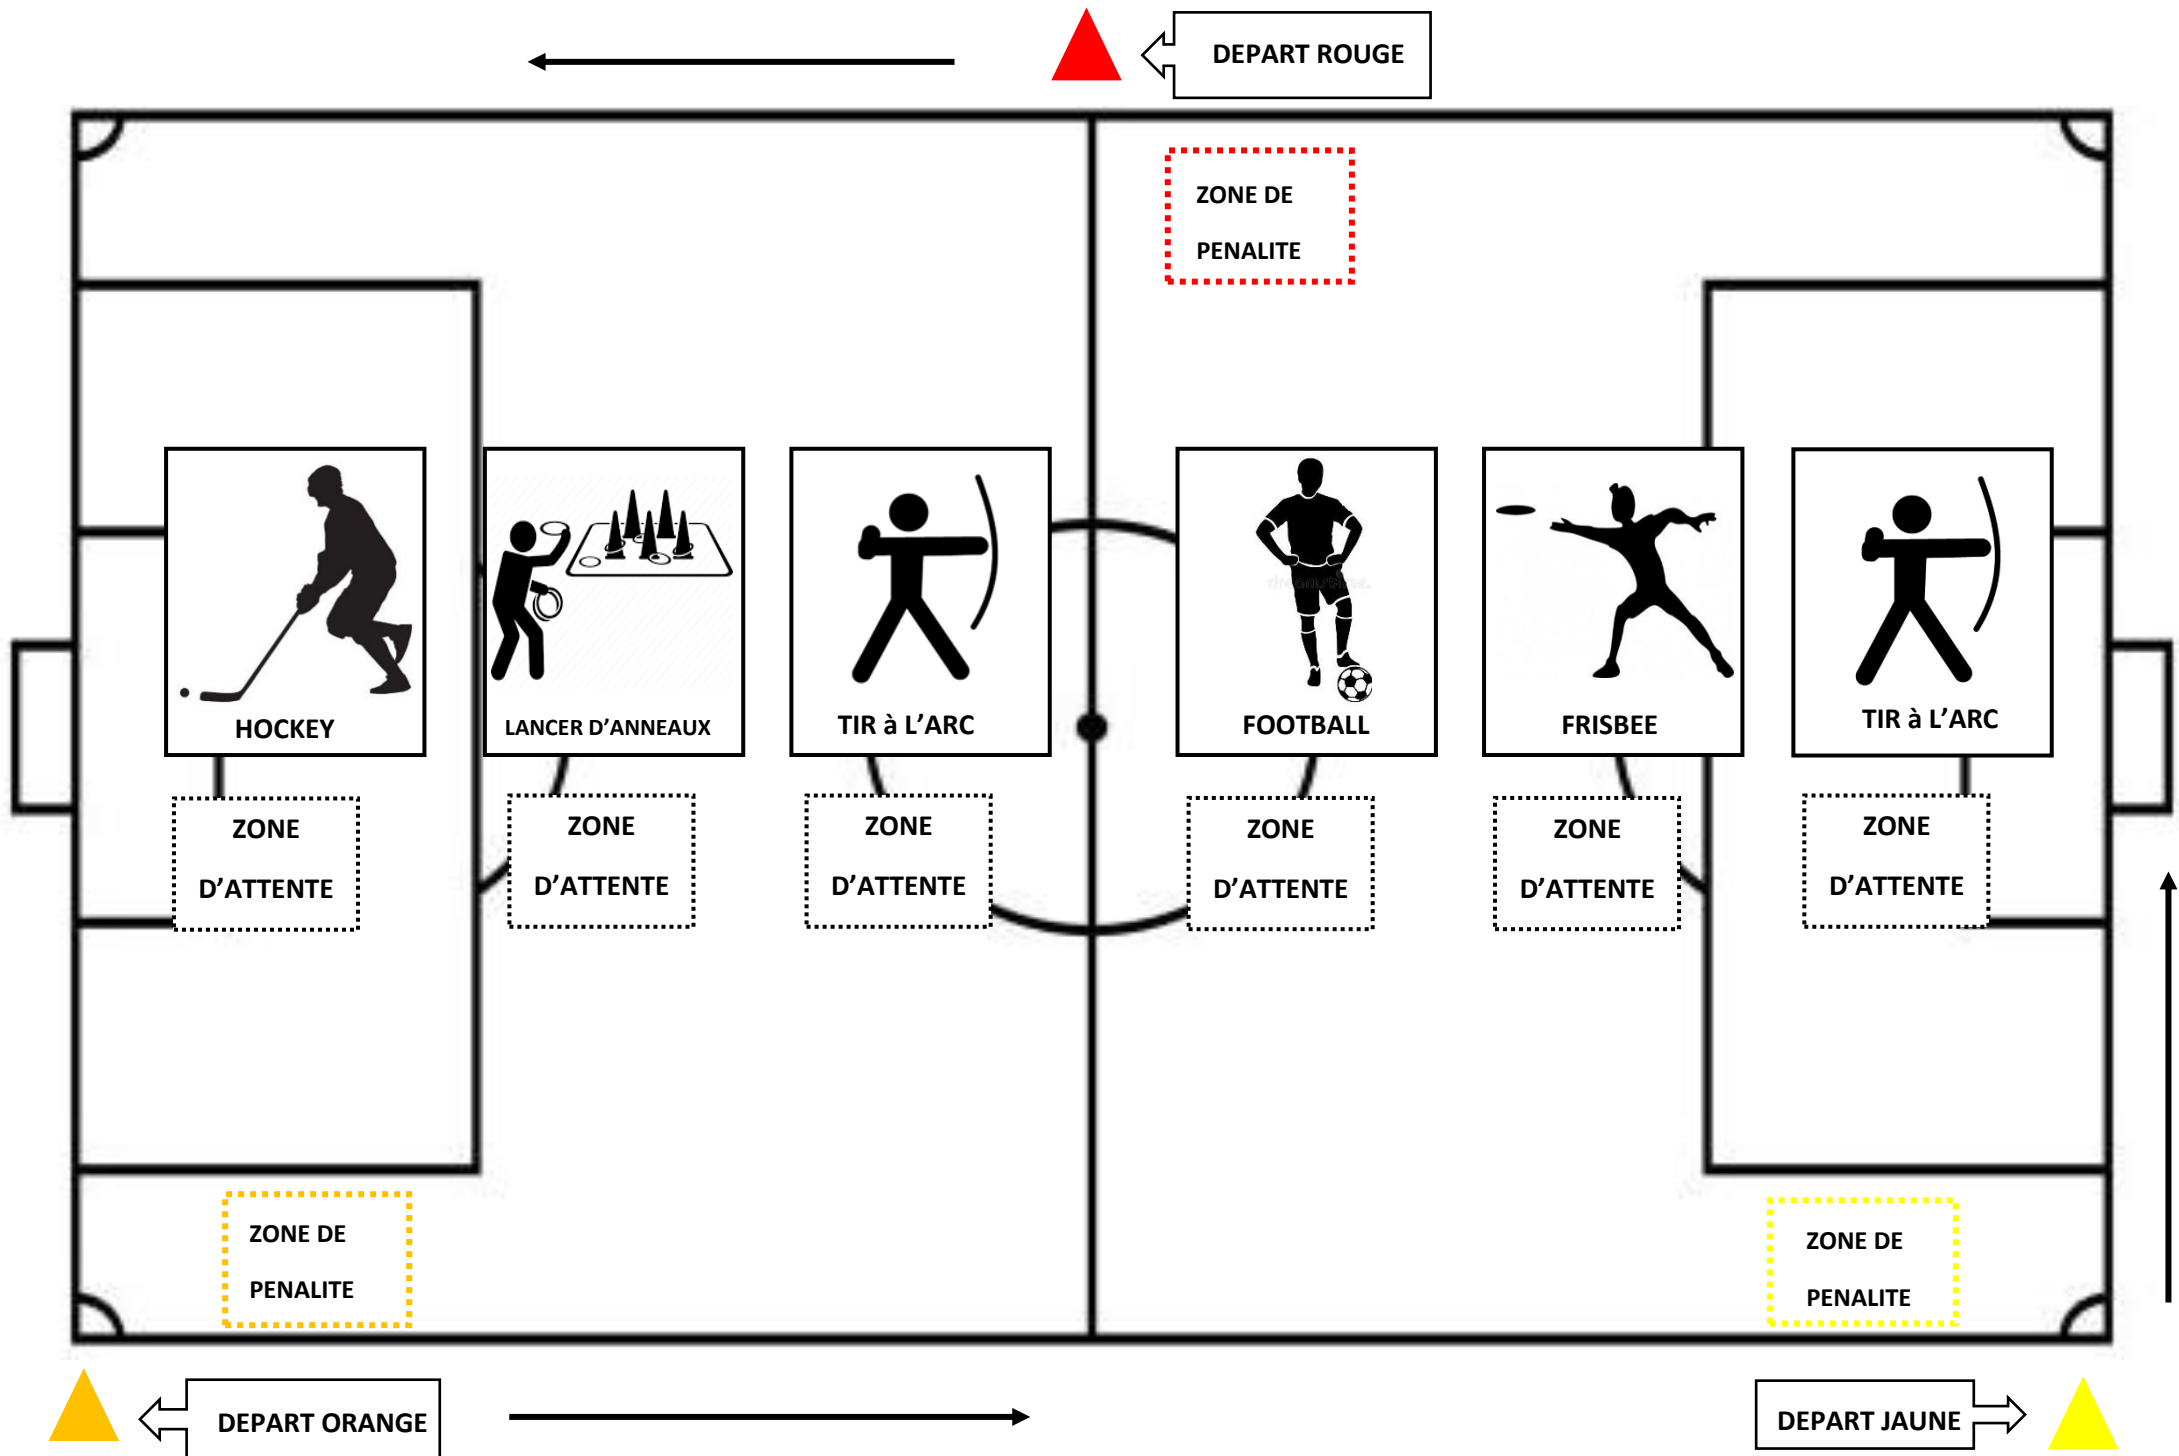 DEPART ROUGE
ZONE DE
PENALITE
HOCKEY
LANCER D'ANNEAUX
TIR à L'ARC
dreamstime.
FOOTBALL
FRISBEE
TIR à L'ARC
ZONE
D'ATTENTE
ZONE
D'ATTENTE
ZONE
D'ATTENTE
ZONE
D'ATTENTE
ZONE
D'ATTENTE
ZONE
D'ATTENTE
ZONE DE
PENALITE
ZONE DE
PENALITE
DEPART ORANGE
DEPART JAUNE